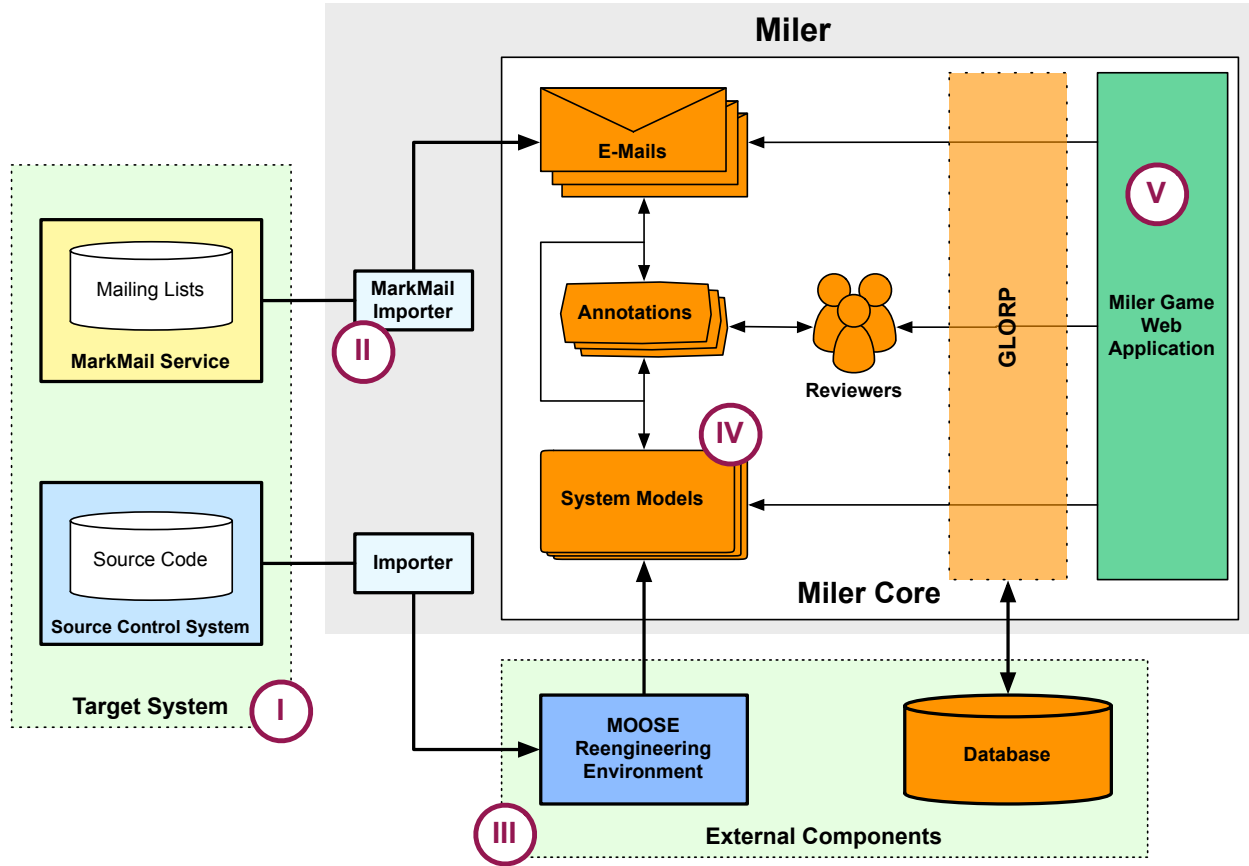 Miler
E-Mails
Mailing Lists
MarkMail Service
MarkMail
Importer
II
Annotations
Reviewers
GLORP
V
Miler Game
Web
Application
IV
System Models
Source Code
Source Control System
Importer
Miler Core
Target System
I
MOOSE
Reengineering
Environment
Database
III
External Components